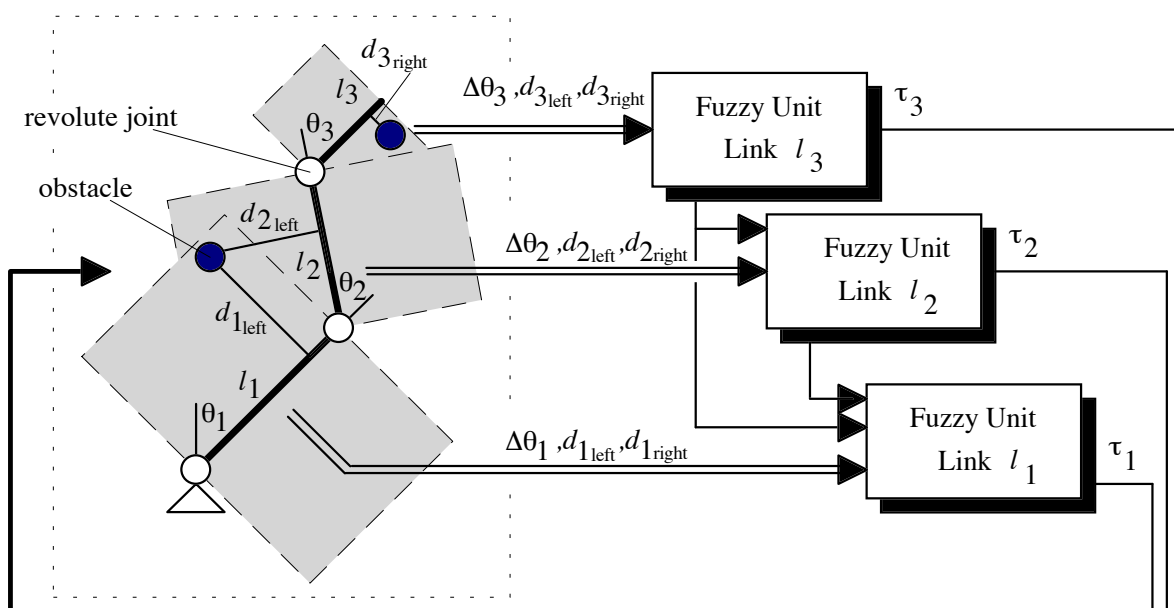 d3right
l3
Δθ3 ,d3left,d3right
Fuzzy Unit
Link l3
τ3
revolute joint
θ3
obstacle
d2left
l2
θ2
Δθ2 ,d2left,d2right
Fuzzy Unit
Link l2
τ2
d1left
l1
θ1
Δθ1 ,d1left,d1right
Fuzzy Unit
Link l1
τ1